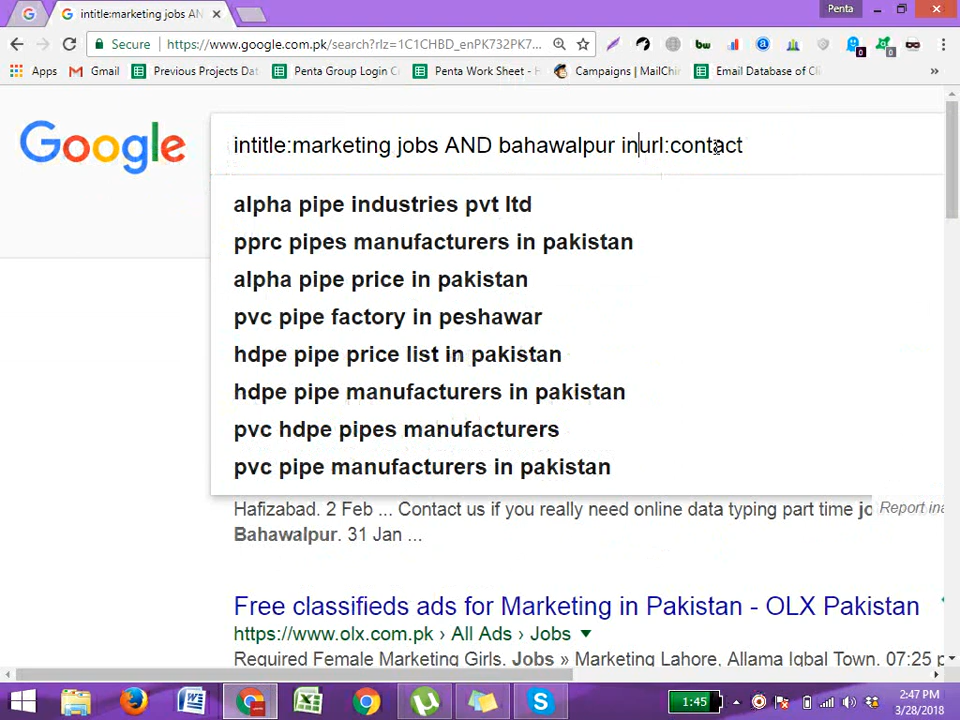 intitle:marketing jobs AN
Penta
Secure
https://www.google.com.pk/search?rlz=1C1CHBD_enPK732PK7...
Apps
Gmail
Previous Projects Dat
Penta Group Login C
Penta Work Sheet - H
Campaigns | MailChi
Email Database of Cli
»
Google
intitle:marketing jobs AND bahawalpur inurl:contact
alpha pipe industries pvt ltd
pprc pipes manufacturers in pakistan
alpha pipe price in pakistan
pvc pipe factory in peshawar
hdpe pipe price list in pakistan
hdpe pipe manufacturers in pakistan
pvc hdpe pipes manufacturers
pvc pipe manufacturers in pakistan
Report ina
Hafizabad. 2 Feb ... Contact us if you really need online data typing part time jo
Bahawalpur. 31 Jan ...
Free classifieds ads for Marketing in Pakistan - OLX Pakistan
https://www.olx.com.pk › All Ads › Jobs
Required Female Marketing Girls. Jobs » Marketing Lahore, Allama Iqbal Town. 07:25 p
1:45
2:47 PM
3/28/2018